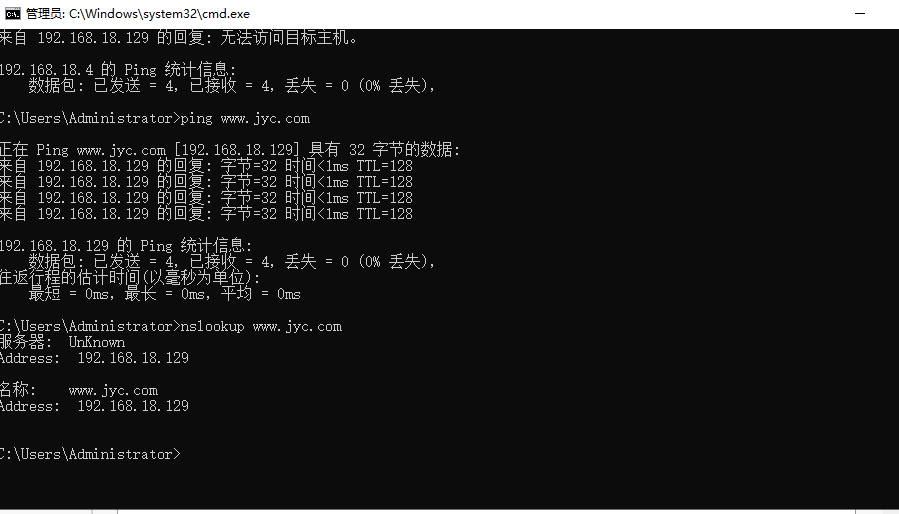 管理员: C:\Windows\system32\cmd.exe
来自 192.168.18.129 的回复: 无法访问目标主机。
192.168.18.4 的 Ping 统计信息:
数据包: 已发送 = 4, 已接收 = 4, 丢失 = 0 (0% 丢失),
C:\Users\Administrator>ping www.jyc.com
正在 Ping www.jyc.com [192.168.18.129] 具有 32 字节的数据:
来自 192.168.18.129 的回复: 字节=32 时间<1ms TTL=128
来自 192.168.18.129 的回复: 字节=32 时间<1ms TTL=128
来自 192.168.18.129 的回复: 字节=32 时间<1ms TTL=128
来自 192.168.18.129 的回复: 字节=32 时间<1ms TTL=128
192.168.18.129 的 Ping 统计信息:
数据包: 已发送 = 4, 已接收 = 4, 丢失 = 0 (0% 丢失),
往返行程的估计时间(以毫秒为单位):
最短 = 0ms, 最长 = 0ms, 平均 = 0ms
C:\Users\Administrator>nslookup www.jyc.com
服务器: UnKnown
Address: 192.168.18.129
名称: www.jyc.com
Address: 192.168.18.129
C:\Users\Administrator>